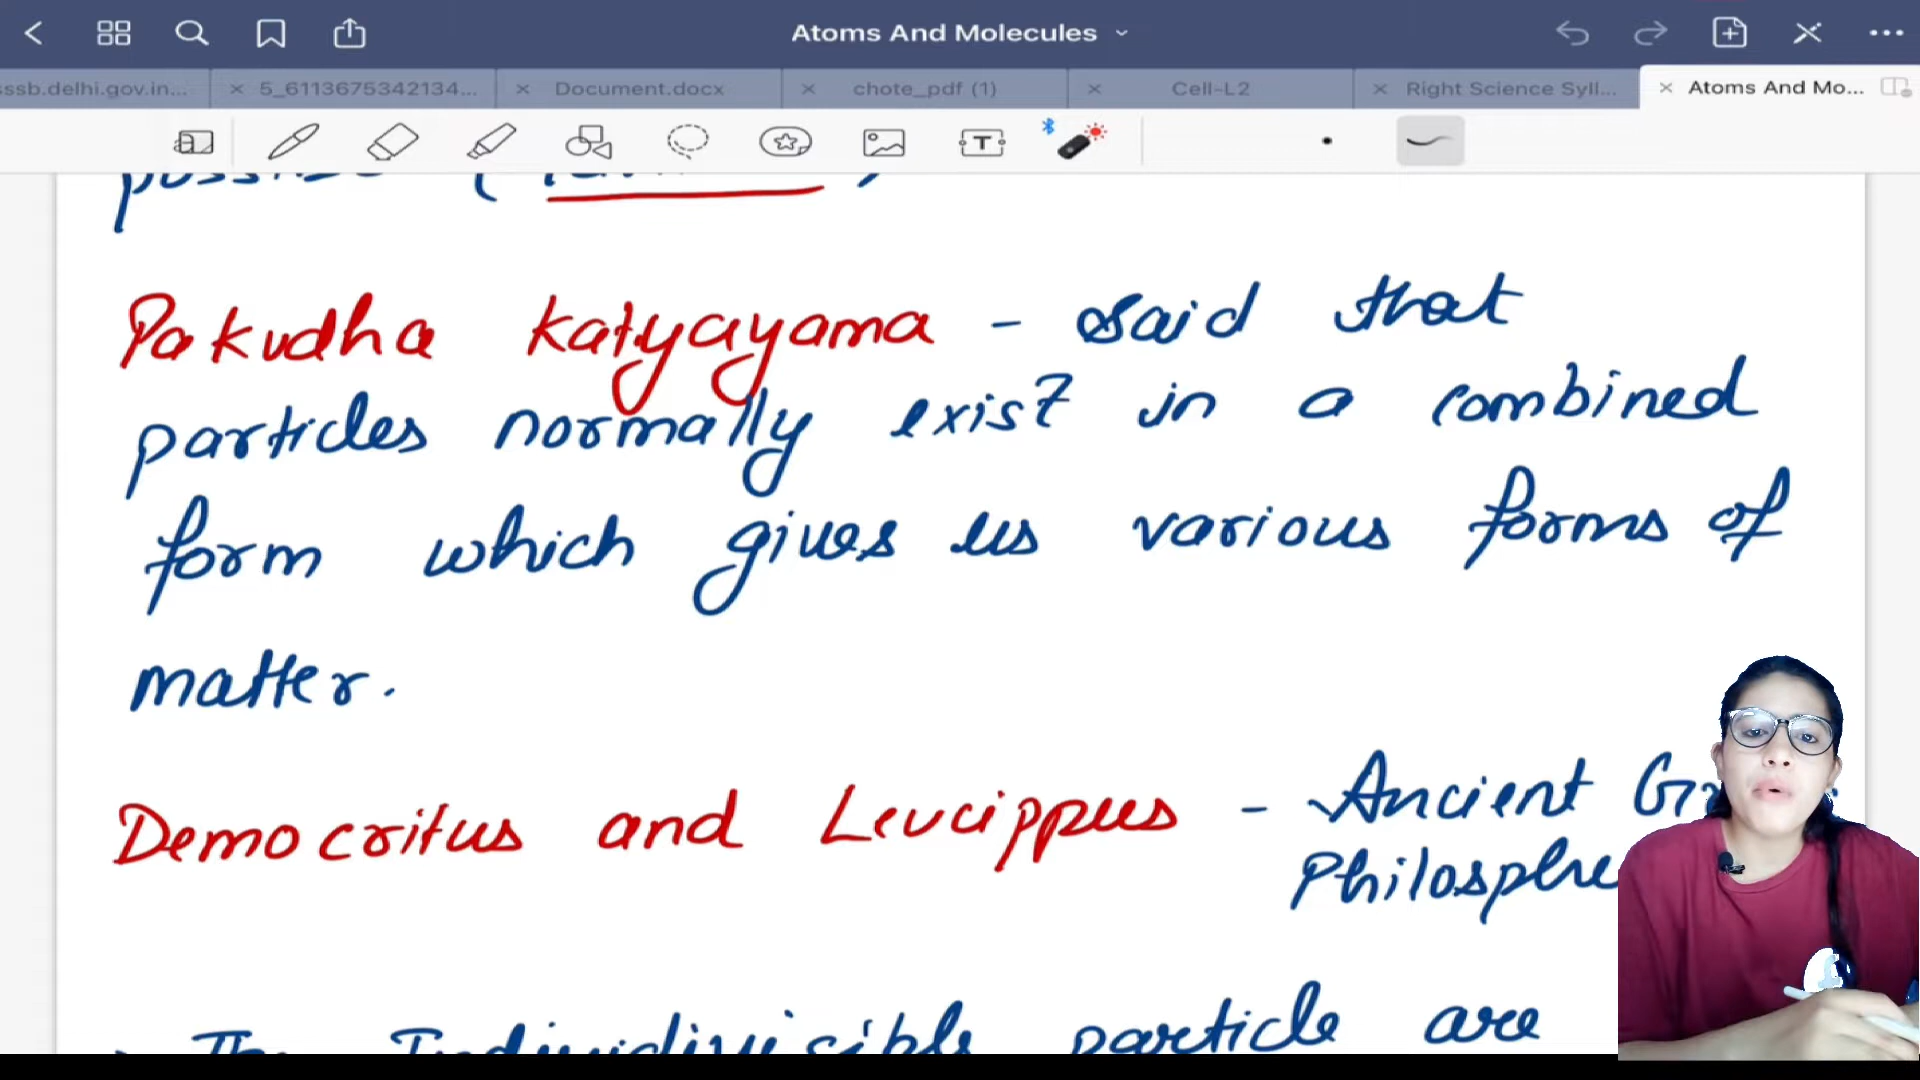 Atoms And Molecules
sssb.delhi.gov.in...
5_6113675342134...
Document.docx
chote_pdf (1)
Cell-L2
Right Science Syll...
Atoms And Mo...
Pakudha Katyayama - said that
particles normally exist in a combined
form which gives us various forms of
matter.
Democritus and Leucippus - Ancient
particle are